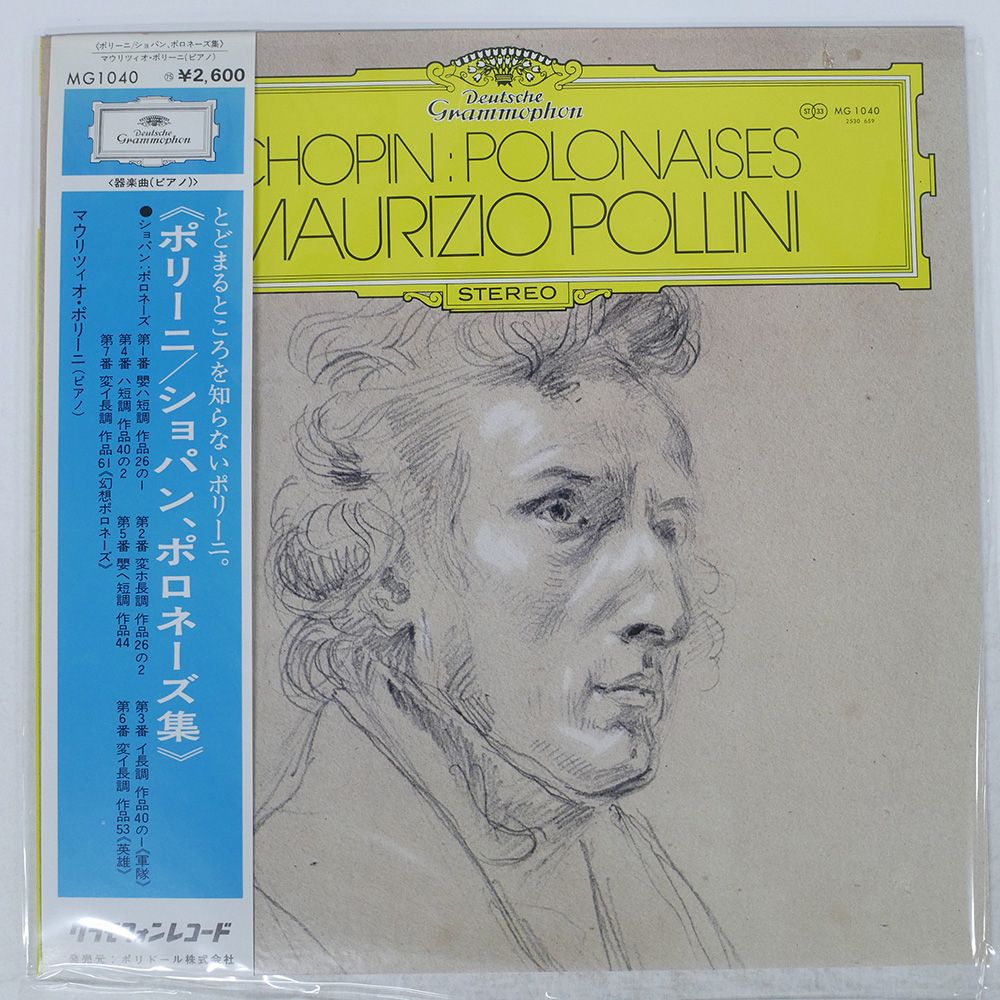 《ポリーニ/ショパン、ポロネーズ集》
マウリツィオ・ポリーニ(ピアノ)
MG1040 ㊆ ¥2,600
Deutsche
Grammophon
〈器楽曲(ピアノ)〉
とどまるところを知らないポリーニ。
《ポリーニ/ショパン、ポロネーズ集》
●ショパン:ポロネーズ
第1番 嬰ハ短調 作品26の1
第2番 変ホ長調 作品26の2
第3番 イ長調 作品40の1《軍隊》
第4番 ハ短調 作品40の2
第5番 嬰ヘ短調 作品44
第6番 変イ長調 作品53《英雄》
第7番 変イ長調 作品61《幻想ポロネーズ》
マウリツィオ・ポリーニ(ピアノ)
グラモフォンレコード
発売元:ポリドール株式会社
Deutsche
Grammophon
ST 33 MG 1040
2530 659
CHOPIN: POLONAISES
MAURIZIO POLLINI
STEREO